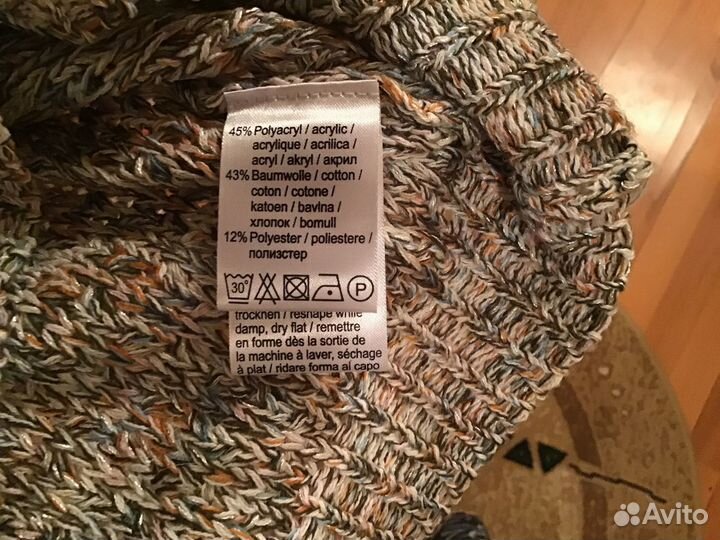 45% Polyacryl / acrylic /
acrylique / acrilica /
acryl / akryl / акрил
43% Baumwolle / cotton /
coton / cotone /
katoen / bavlna /
хлопок / bomull
12% Polyester / poliestere /
полиэстер
30°
P
trocknen / reshape while
damp, dry flat / remettre
en forme dès la sortie de
la machine à laver, séchage
à plat / ridare forma al capo
Avito